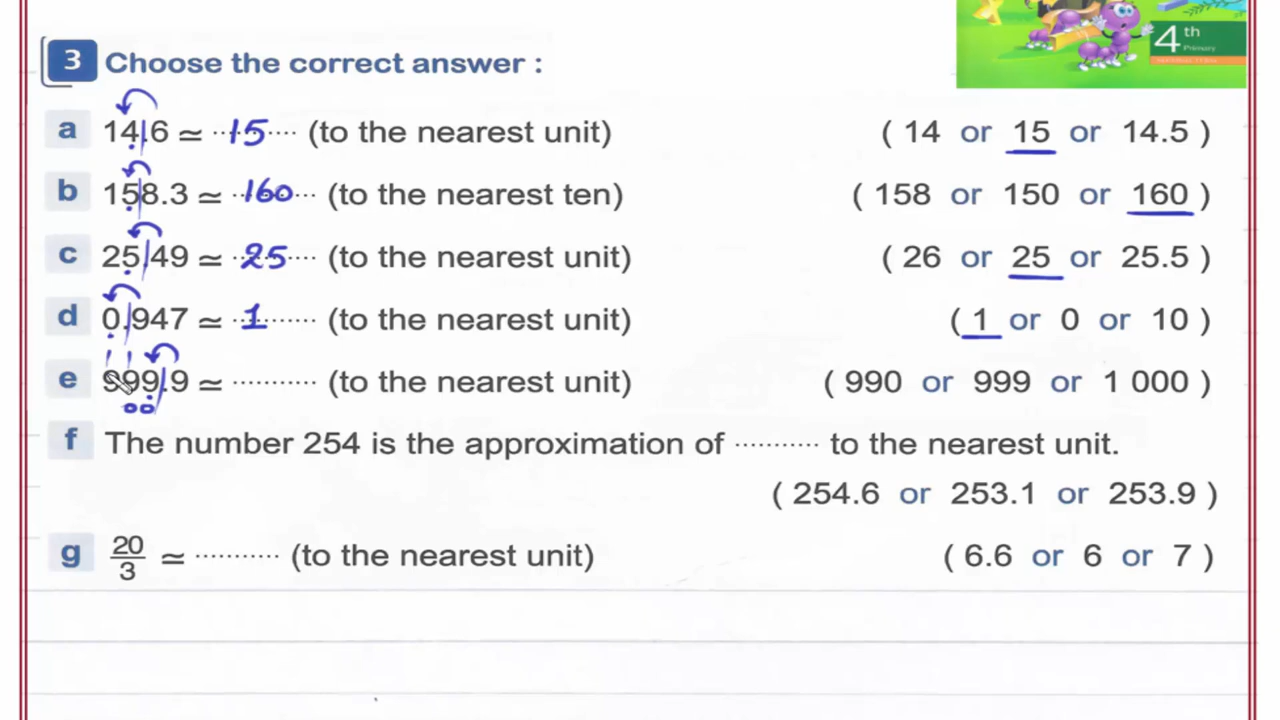 4th
Primary
3 Choose the correct answer :
a 14.6 ≃ 15 (to the nearest unit) ( 14 or 15 or 14.5 )
b 158.3 ≃ 160 (to the nearest ten) ( 158 or 150 or 160 )
c 25.49 ≃ 25 (to the nearest unit) ( 26 or 25 or 25.5 )
d 0.947 ≃ 1 (to the nearest unit) ( 1 or 0 or 10 )
e 999.9 ≃ ........... (to the nearest unit) ( 990 or 999 or 1 000 )
00
f The number 254 is the approximation of ........... to the nearest unit.
( 254.6 or 253.1 or 253.9 )
g 20/3 ≃ ........... (to the nearest unit) ( 6.6 or 6 or 7 )